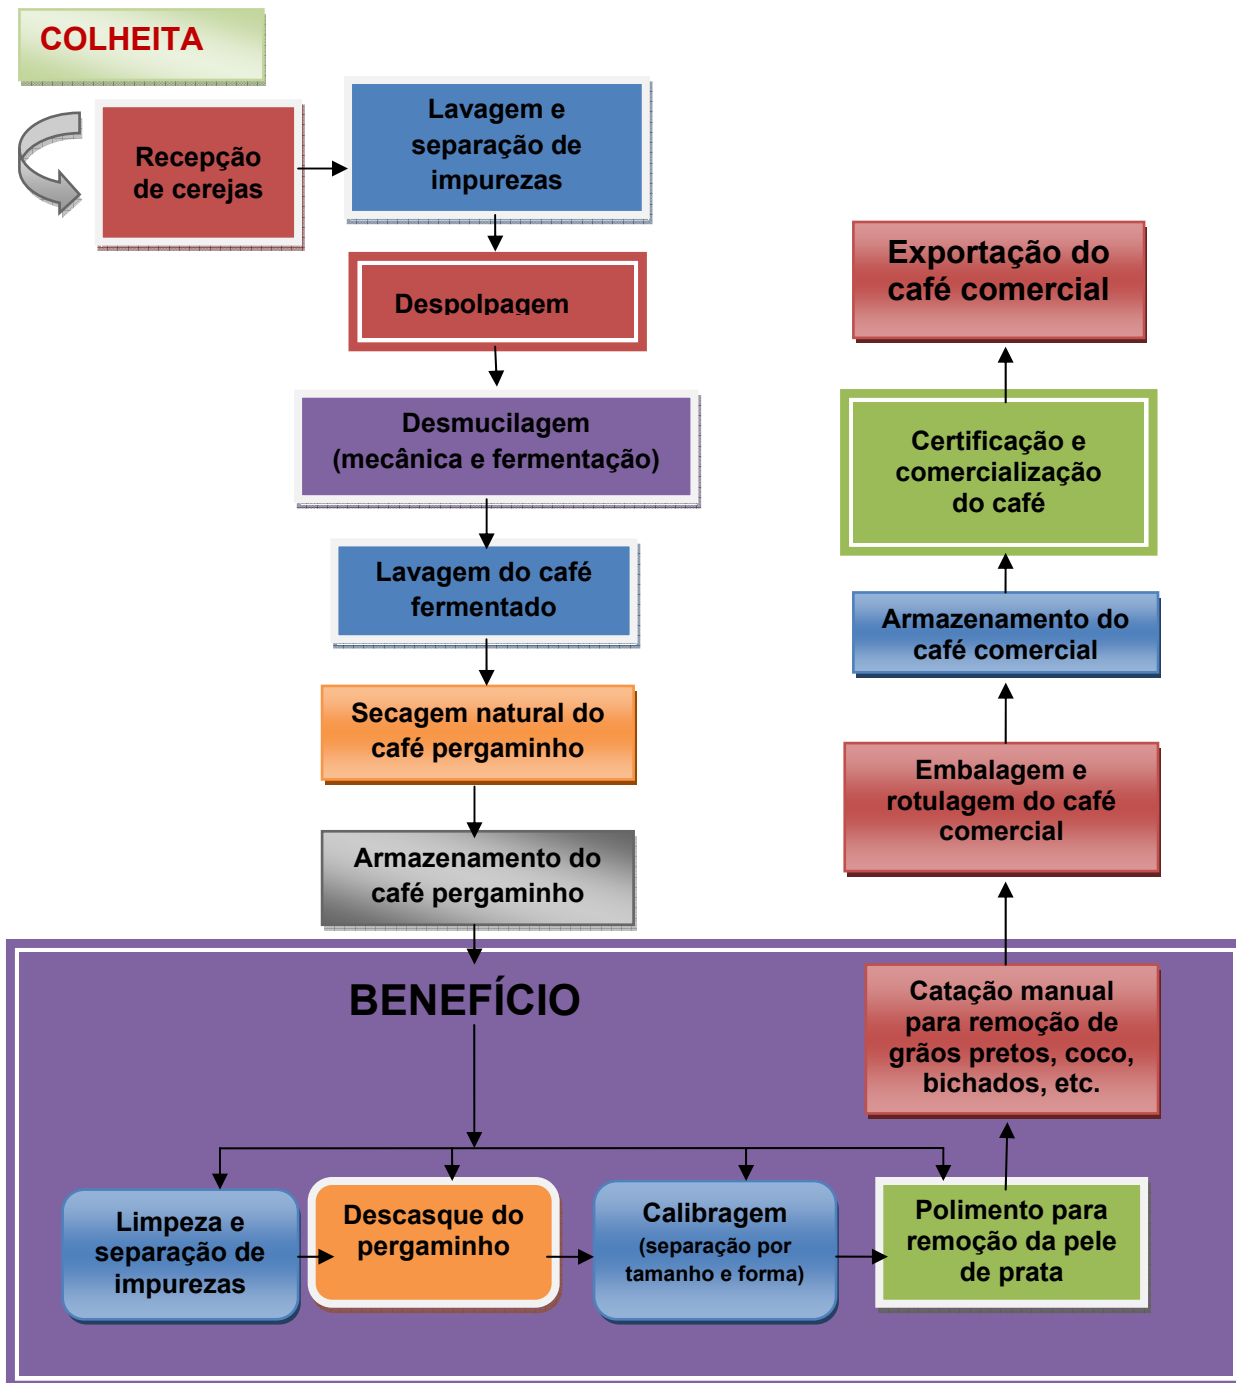 COLHEITA
Recepção
de cerejas
Lavagem e
separação de
impurezas
Despolpagem
Desmucilagem
(mecânica e fermentação)
Lavagem do café
fermentado
Secagem natural do
café pergaminho
Armazenamento do
café pergaminho
BENEFÍCIO
Limpeza e
separação de
impurezas
Descasque do
pergaminho
Calibragem
(separação por
tamanho e forma)
Polimento para
remoção da pele
de prata
Catação manual
para remoção de
grãos pretos, coco,
bichados, etc.
Embalagem e
rotulagem do café
comercial
Armazenamento do
café comercial
Certificação e
comercialização
do café
Exportação do
café comercial